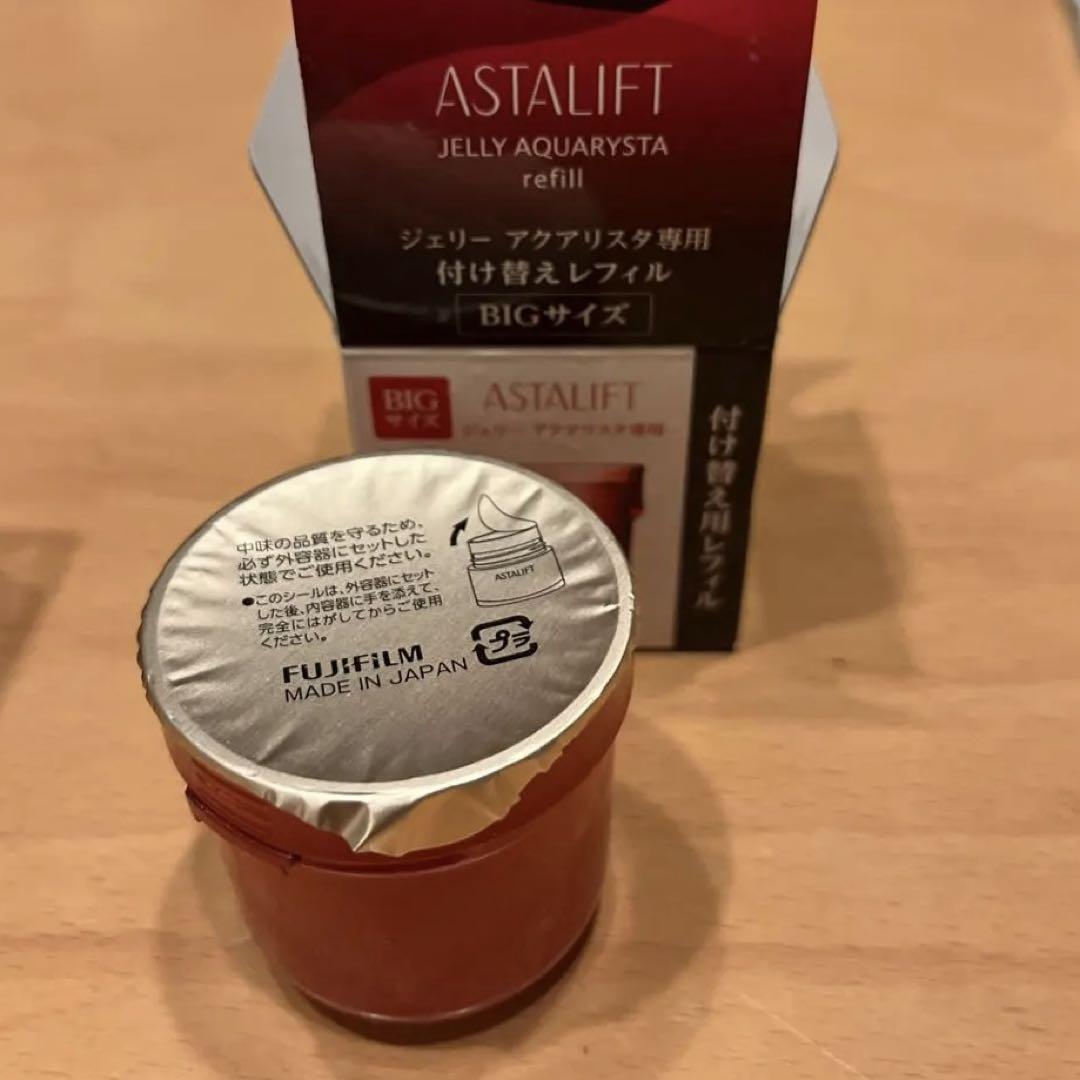 ASTALIFT
JELLY AQUARYSTA
refill
ジェリー アクアリスタ専用
付け替えレフィル
BIGサイズ
BIG
サイズ
ASTALIFT
ジェリー アクアリスタ専用
付け替え用レフィル
中味の品質を守るため、
必ず外容器にセットした
状態でご使用ください。
●このシールは、外容器にセット
した後、内容器に手を添えて、
完全にはがしてからご使用
ください。
ASTALIFT
プラ
FUJIFILM
MADE IN JAPAN